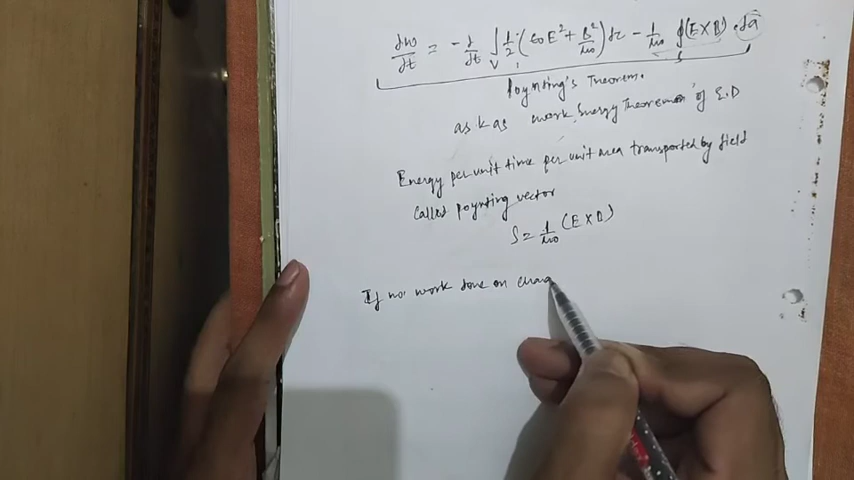 dw/dt = - d/dt ∫V 1/2 (ε0 E² + B²/μ0) dτ - 1/μ0 ∮S (E × B) . da
Poynting's Theorem.
as k as work Energy Theorem of E.D
Energy per unit time per unit area transported by field
called poynting vector
S = 1/μ0 (E × B)
If no work done on charg